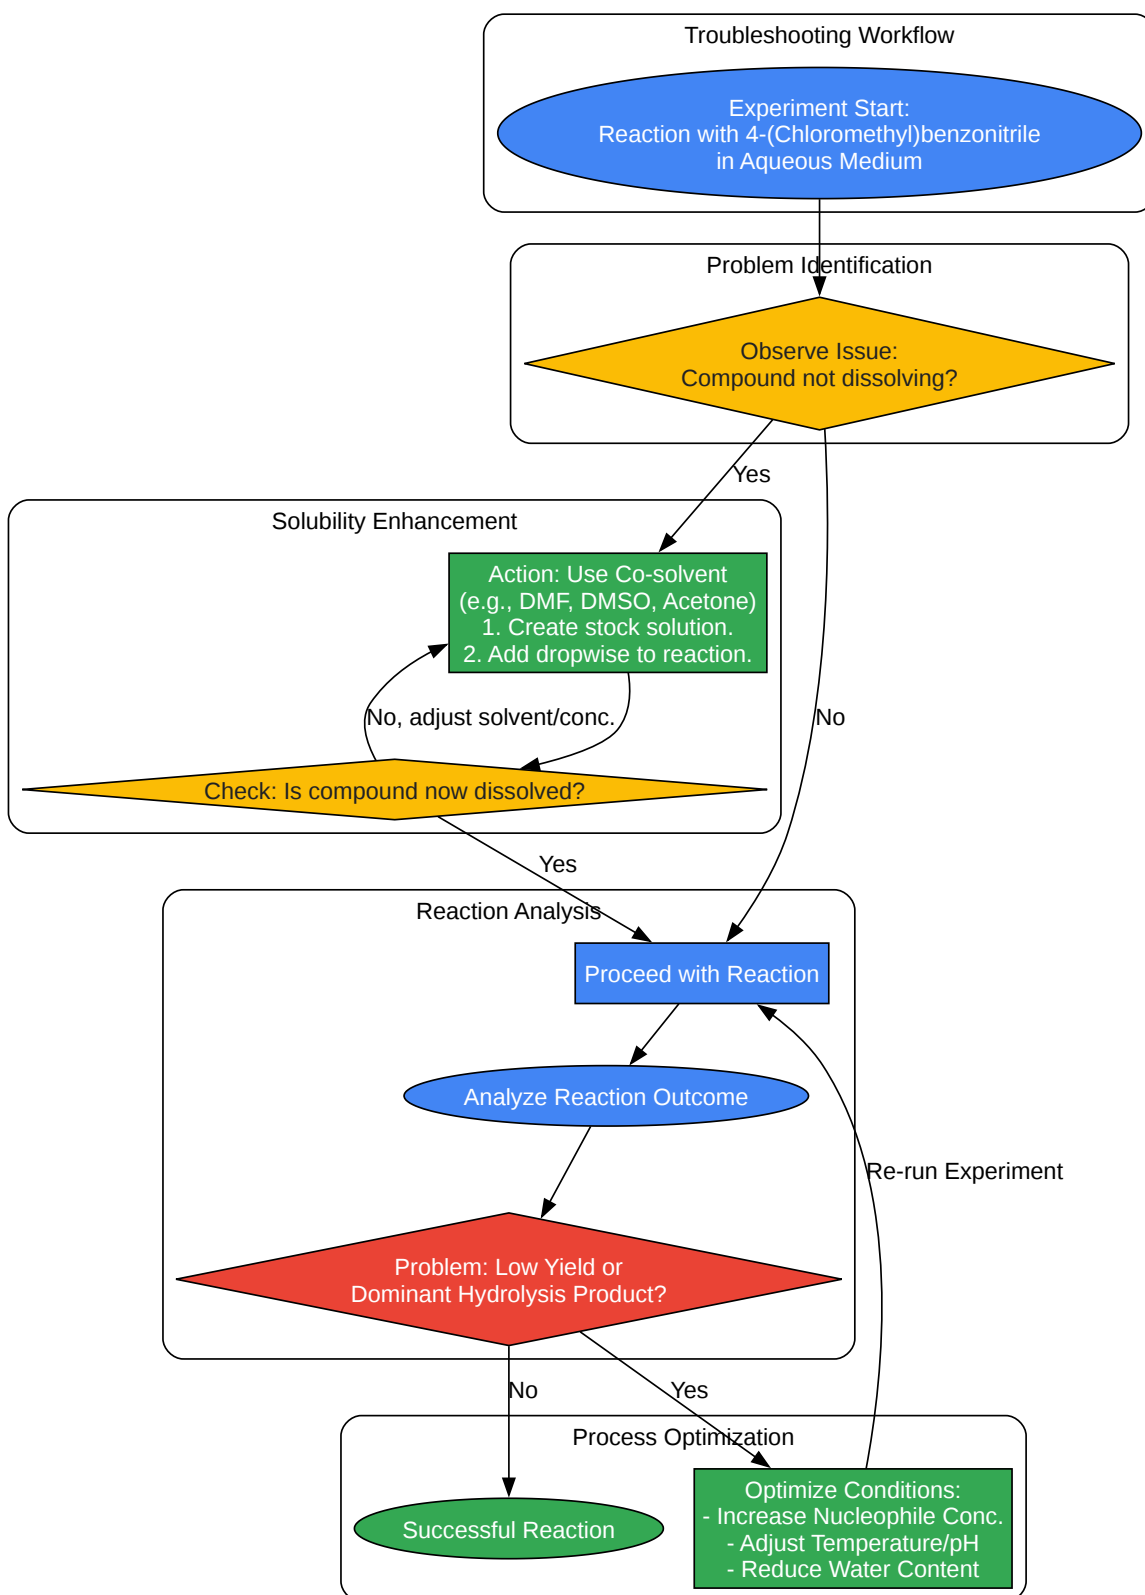 Troubleshooting Workflow
Experiment Start:
Reaction with 4-(Chloromethyl)benzonitrile
in Aqueous Medium
Problem Identification
Observe Issue:
Compound not dissolving?
Yes
Solubility Enhancement
Action: Use Co-solvent
(e.g., DMF, DMSO, Acetone)
1. Create stock solution.
2. Add dropwise to reaction.
No, adjust solvent/conc.
No
Check: Is compound now dissolved?
Yes
Reaction Analysis
Proceed with Reaction
Analyze Reaction Outcome
Re-run Experiment
Problem: Low Yield or
Dominant Hydrolysis Product?
No
Yes
Process Optimization
Successful Reaction
Optimize Conditions:
- Increase Nucleophile Conc.
- Adjust Temperature/pH
- Reduce Water Content